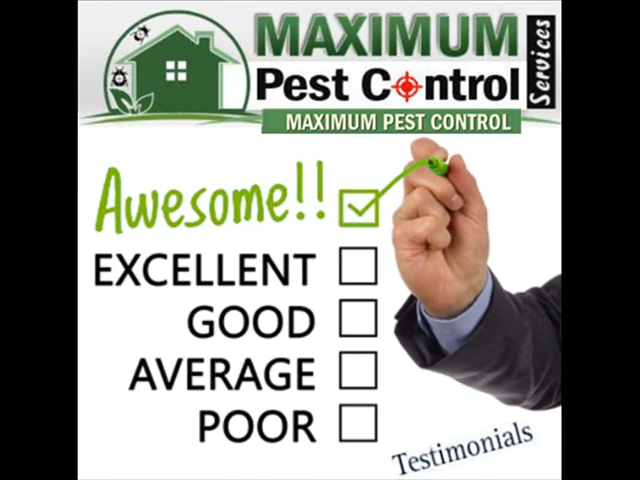 MAXIMUM
Pest Control
Services
MAXIMUM PEST CONTROL
Awesome!!
EXCELLENT
GOOD
AVERAGE
POOR
Testimonials